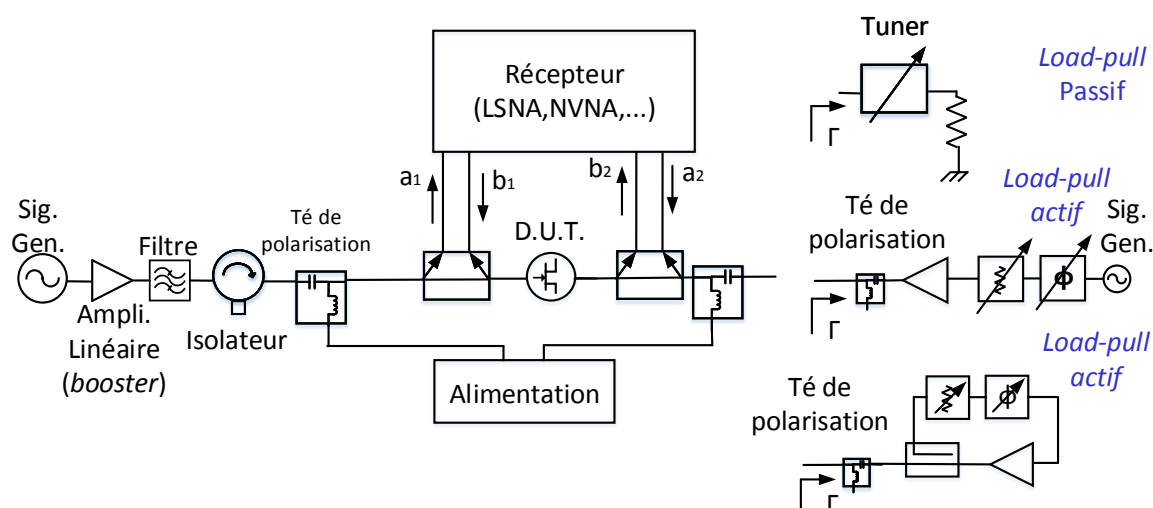 Récepteur
(LSNA,NVNA,...)
a1
b1
b2
a2
Sig.
Gen.
Filtre
Té de
polarisation
D.U.T.
Ampli.
Linéaire
(booster)
Isolateur
Alimentation
Tuner
Load-pull
Passif
Γ
Load-pull
actif
Té de
polarisation
Sig.
Gen.
ϕ
Γ
Load-pull
actif
Té de
polarisation
ϕ
Γ